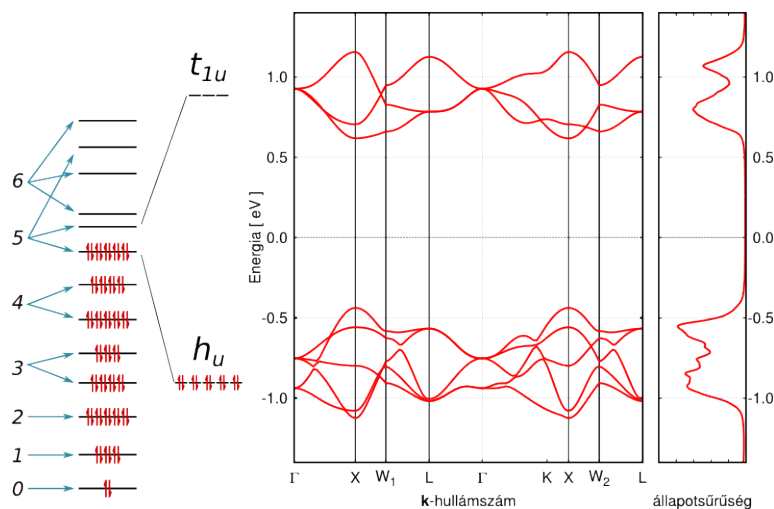 t1u
6
5
4
3
2
1
0
hu
Energia [ eV ]
1.0
0.5
0.0
-0.5
-1.0
Γ X W1 L Γ K X W2 L
k-hullámszám
1.0
0.5
0.0
-0.5
-1.0
állapotsűrűség